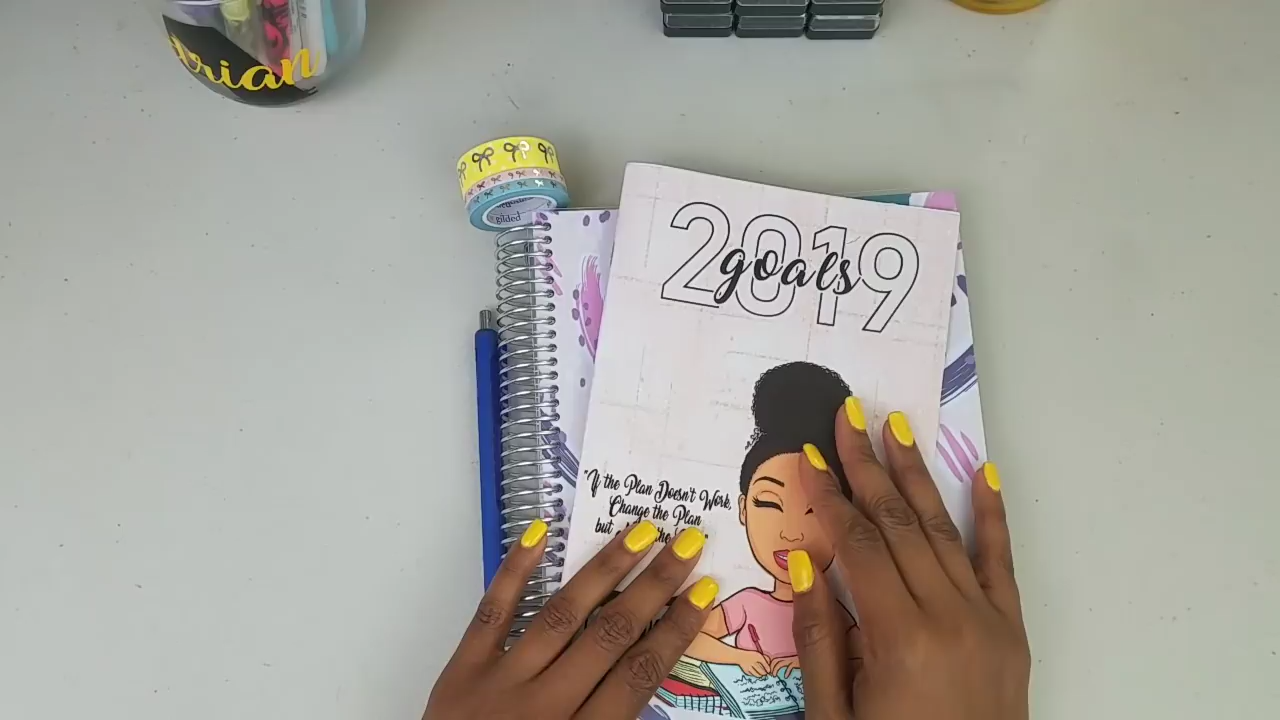 rian
gilded
2019
goals
"If the Plan Doesn't Work,
Change the Plan
but